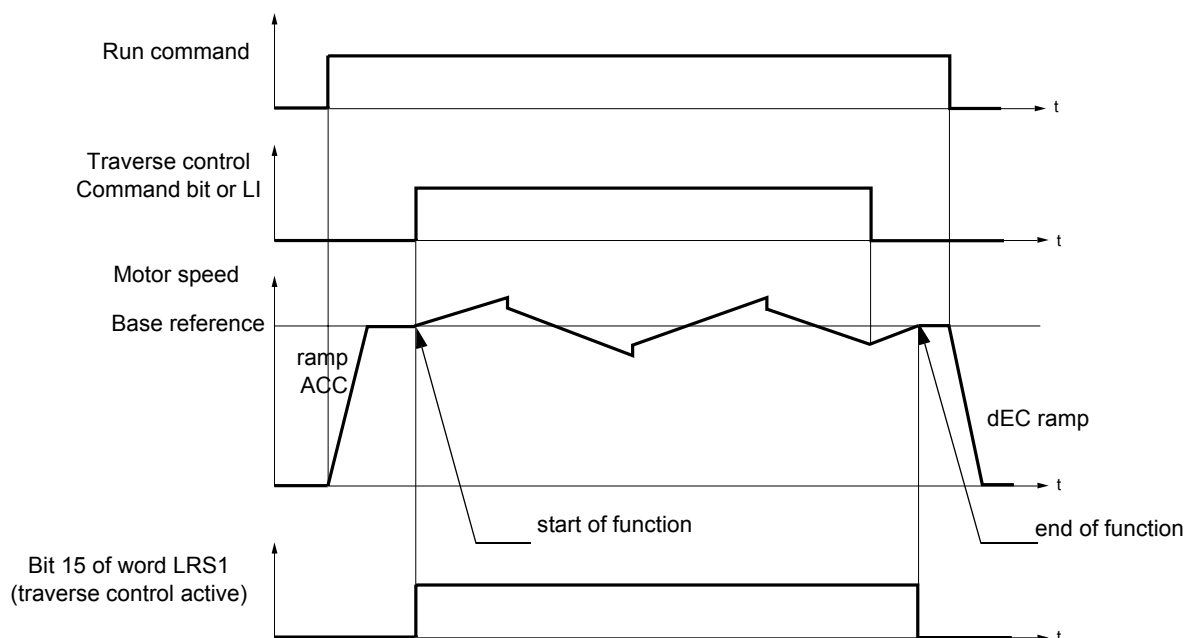 Run command
t
Traverse control
Command bit or LI
t
Motor speed
Base reference
ramp
ACC
dEC ramp
t
start of function
end of function
Bit 15 of word LRS1
(traverse control active)
t